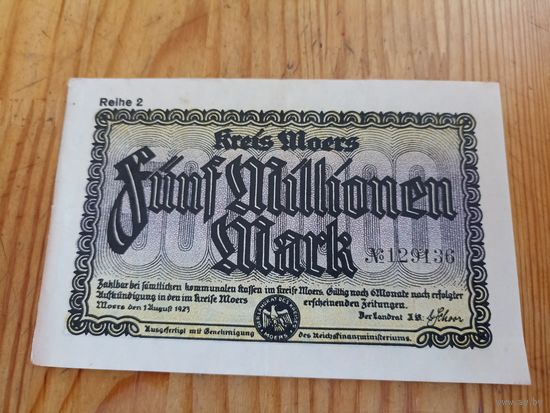 Reihe 2
Kreis Moers
Fünf Millionen
Mark
№129136
Zahlbar bei sämtlichen kommunalen Kassen im Kreise Moers. Gültig noch 6 Monate nach erfolgter
Aufkündigung in den im Kreise Moers erscheinenden Zeitungen.
Moers den 1 August 1923 Der Landrat
Ausgefertigt mit Genehmigung des Reichsfinanzministeriums.